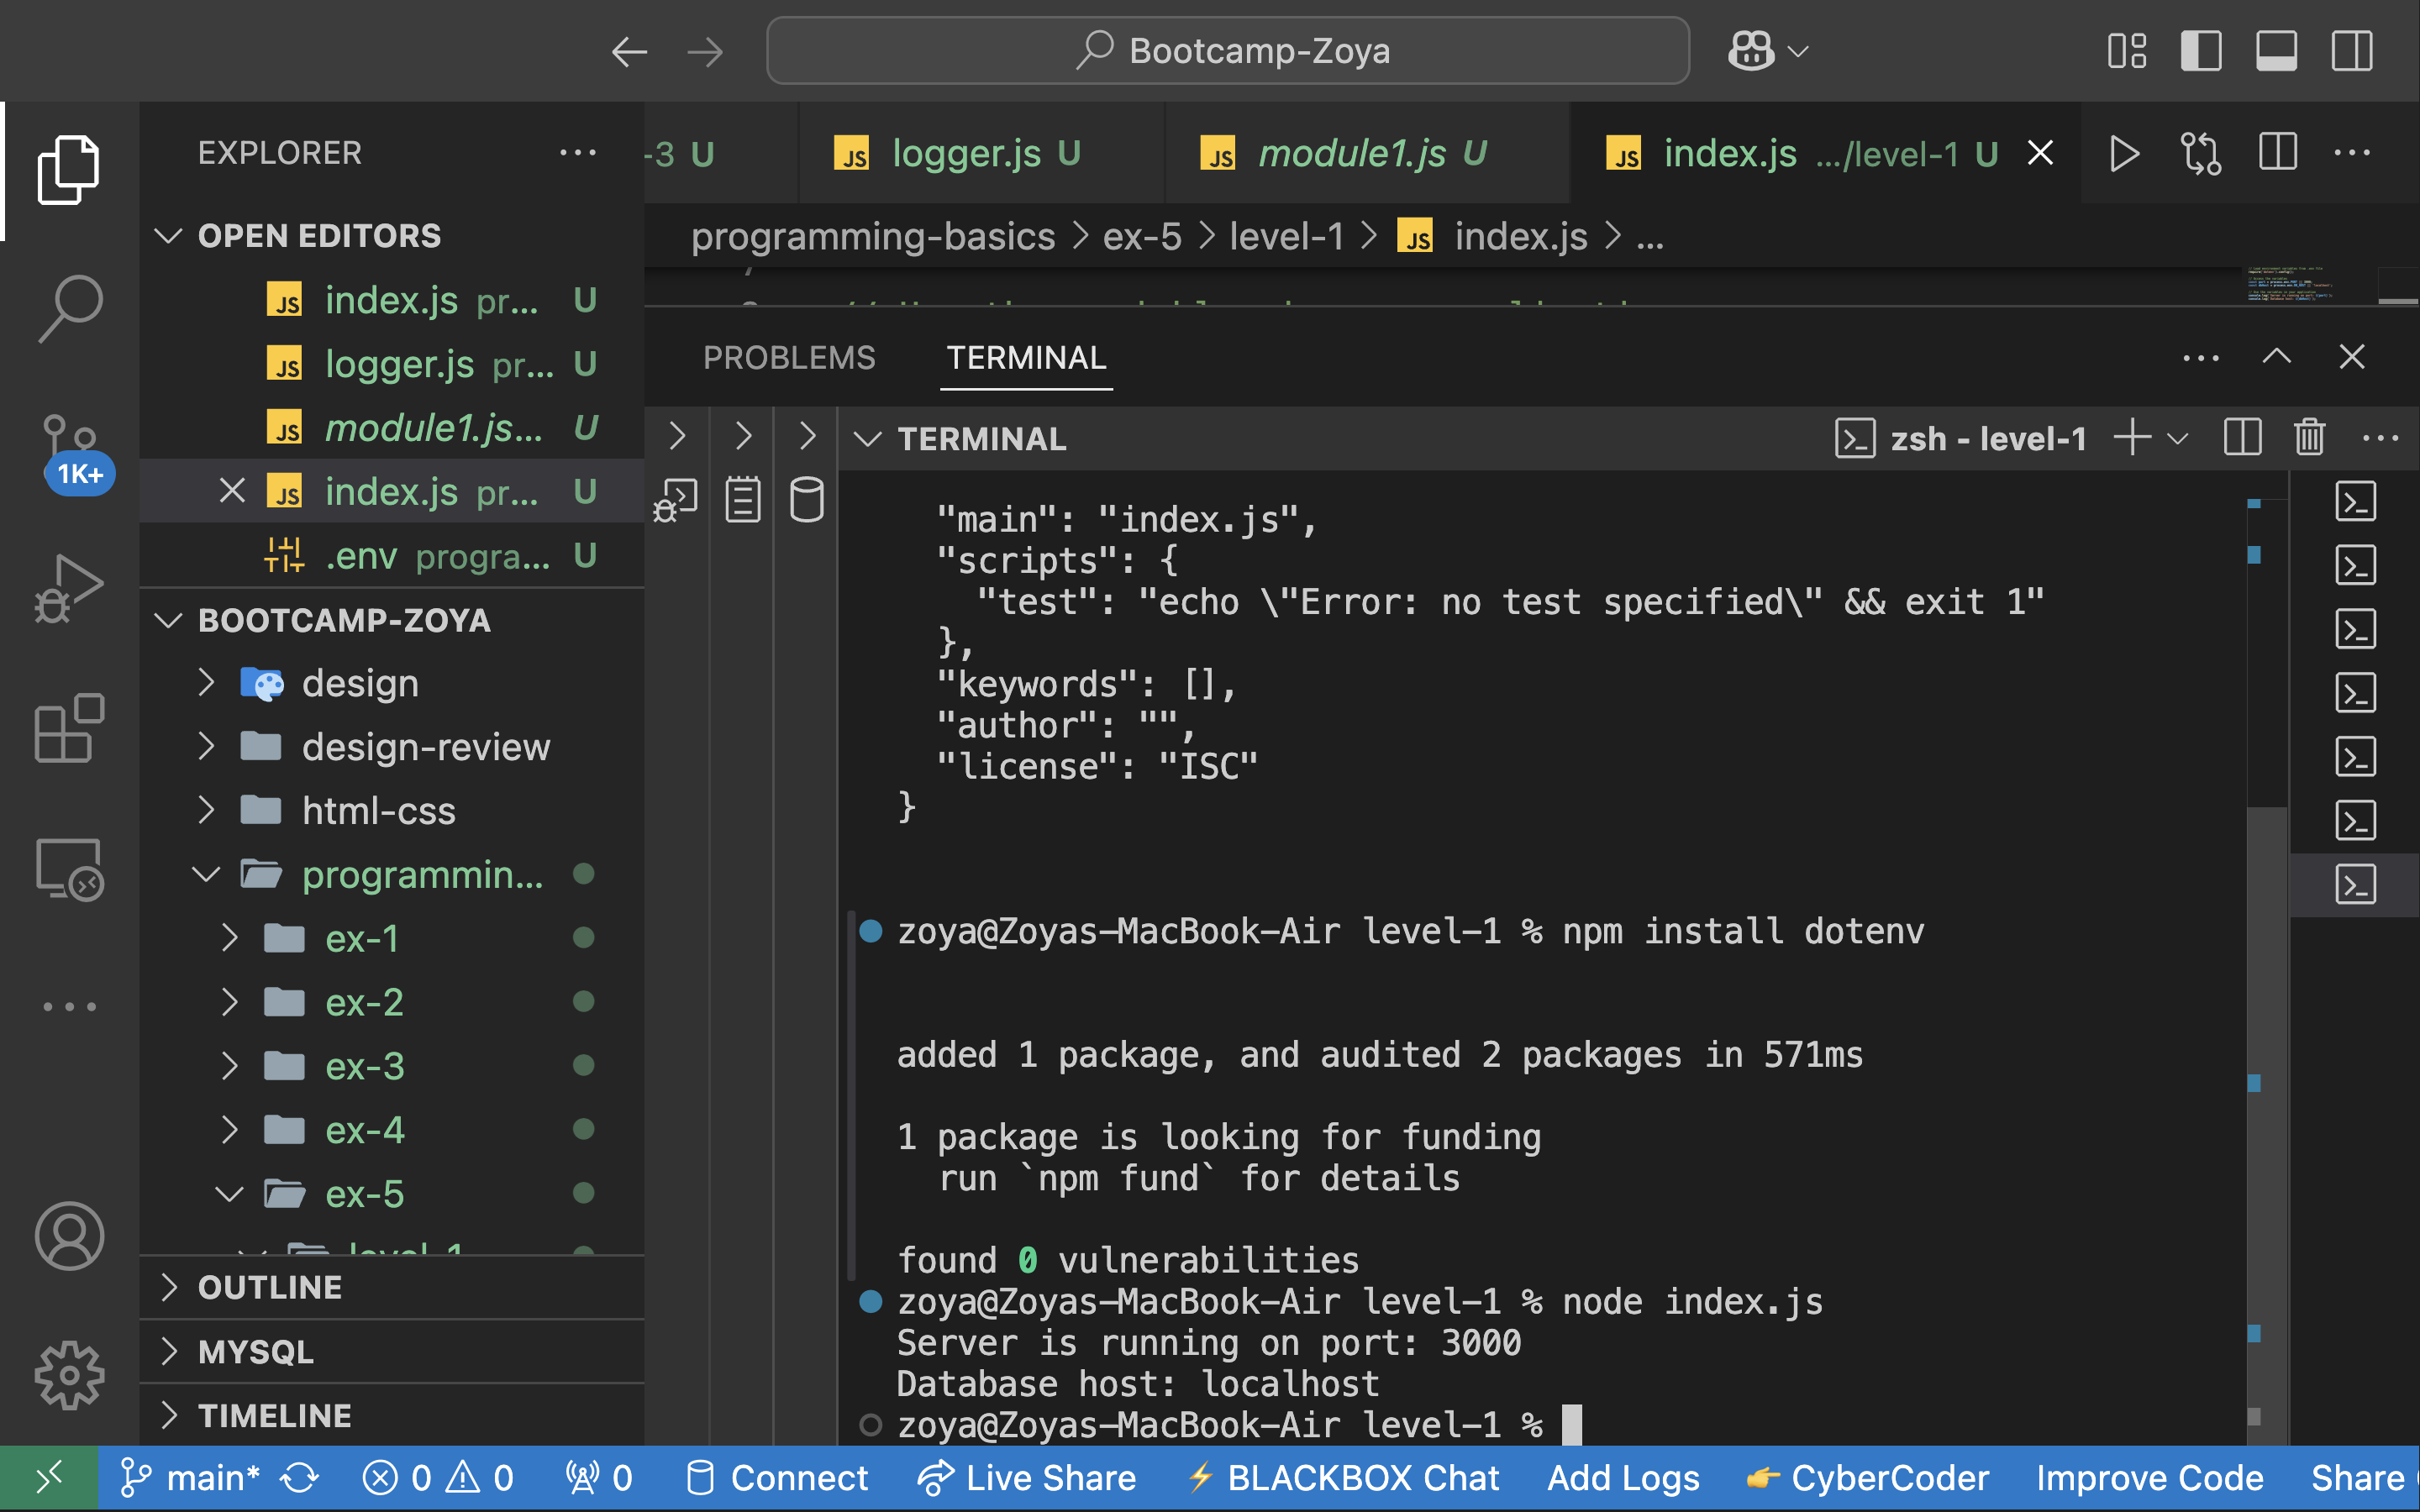 Bootcamp-Zoya
EXPLORER
-3 U
JS logger.js U
JS module1.js U
JS index.js .../level-1 U
OPEN EDITORS
programming-basics > ex-5 > level-1 > JS index.js > ...
JS index.js pr... U
JS logger.js pr... U
JS module1.js... U
JS index.js pr... U
.env progra... U
1K+
PROBLEMS
TERMINAL
TERMINAL
zsh - level-1
BOOTCAMP-ZOYA
design
design-review
html-css
programmin...
ex-1
ex-2
ex-3
ex-4
ex-5
level-1
OUTLINE
MYSQL
TIMELINE
"main": "index.js",
"scripts": {
"test": "echo \"Error: no test specified\" && exit 1"
},
"keywords": [],
"author": "",
"license": "ISC"
}
zoya@Zoyas-MacBook-Air level-1 % npm install dotenv
added 1 package, and audited 2 packages in 571ms
1 package is looking for funding
run `npm fund` for details
found 0 vulnerabilities
zoya@Zoyas-MacBook-Air level-1 % node index.js
Server is running on port: 3000
Database host: localhost
zoya@Zoyas-MacBook-Air level-1 %
main* 0 0 0 Connect Live Share BLACKBOX Chat Add Logs CyberCoder Improve Code Share